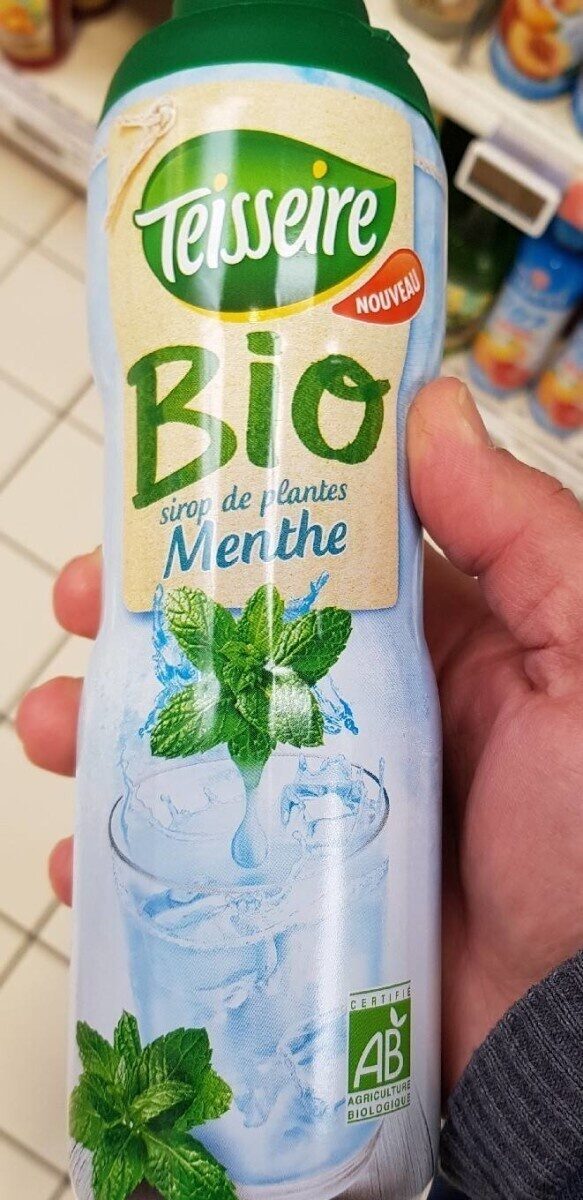 Teisseire
NOUVEAU
Bio
sirop de plantes
Menthe
CERTIFIÉ
AB
AGRICULTURE
BIOLOGIQUE